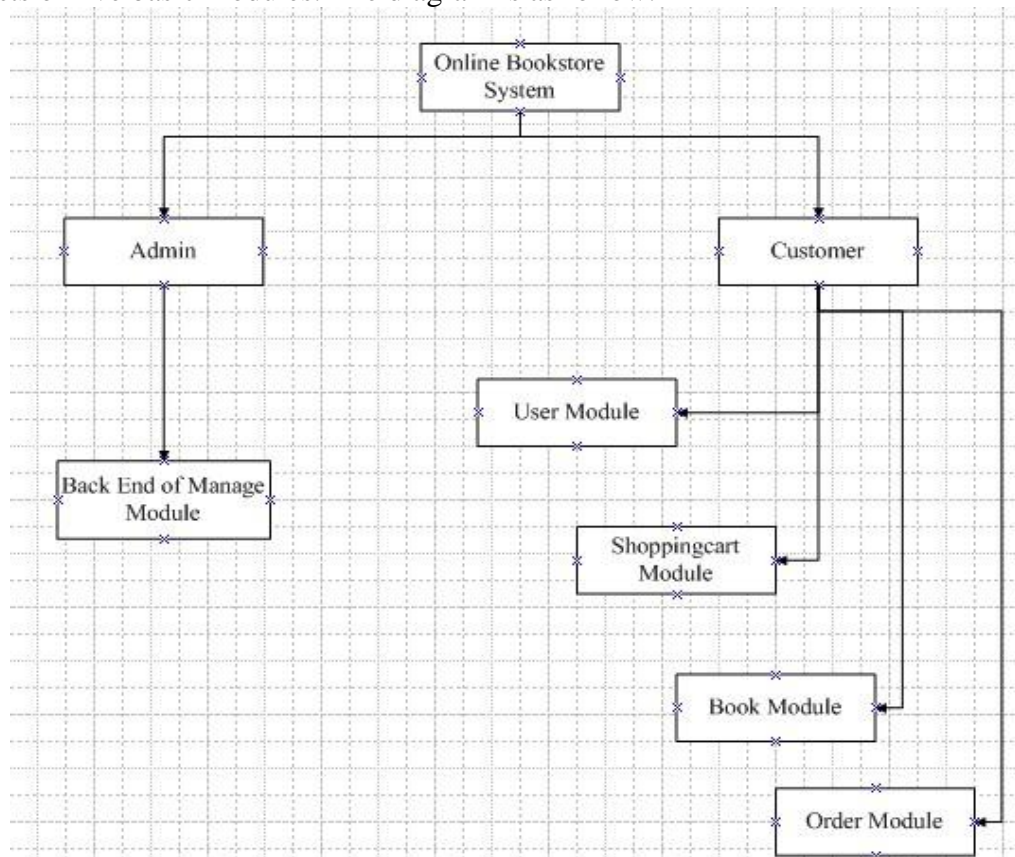 Online Bookstore
System
Admin
Customer
User Module
Back End of Manage
Module
Shoppingcart
Module
Book Module
Order Module